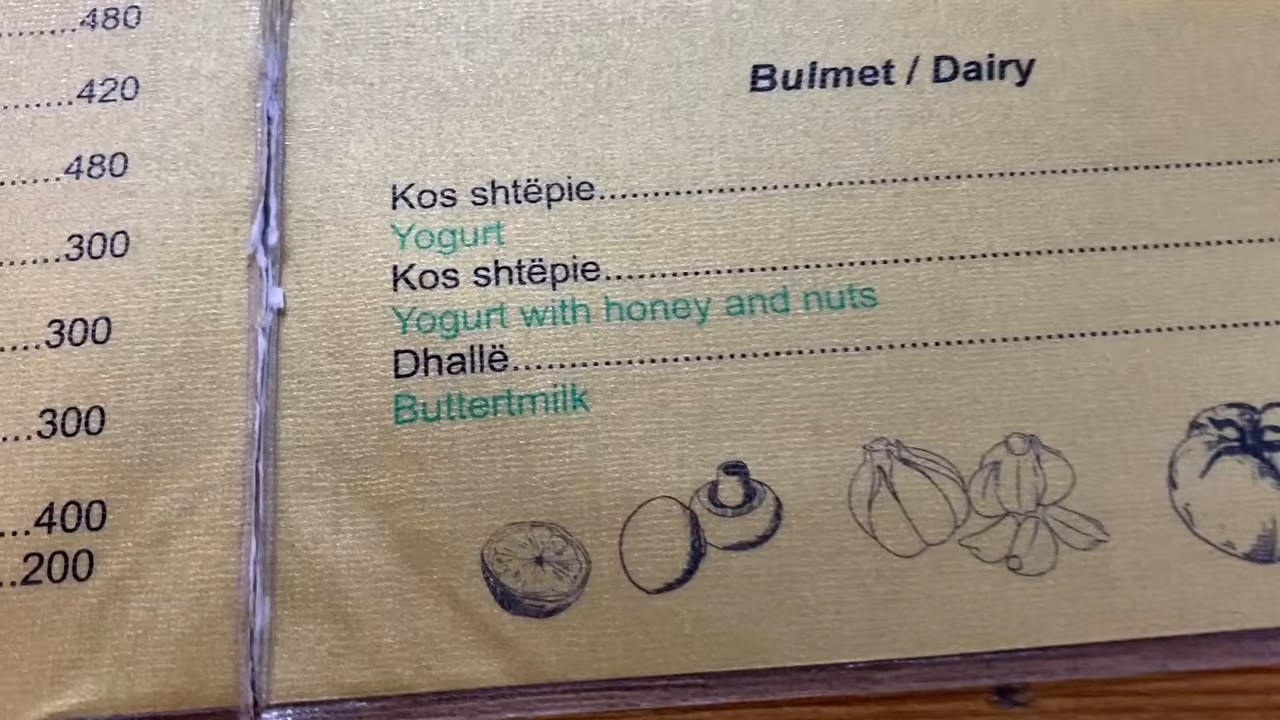 ........480
........420
.......480
......300
....300
...300
...400
..200
Bulmet / Dairy
Kos shtëpie................................................................
Yogurt
Kos shtëpie................................................................
Yogurt with honey and nuts
Dhallë........................................................................
Buttertmilk